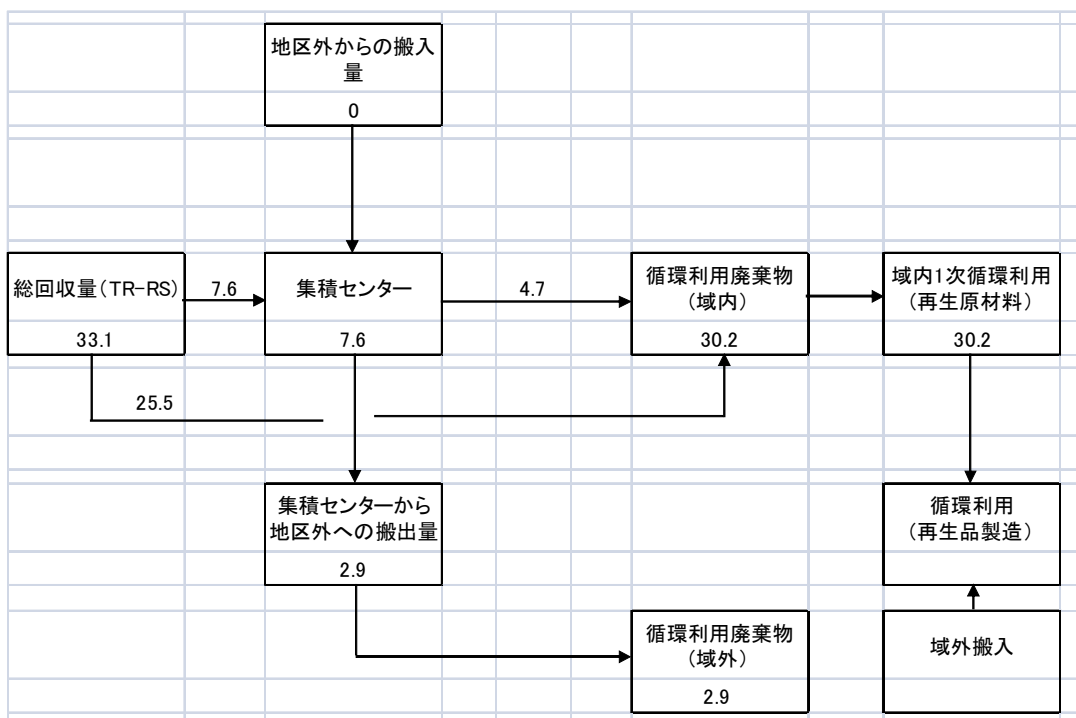 地区外からの搬入
量
0
総回収量（TR-RS）
33.1
7.6
集積センター
7.6
4.7
循環利用廃棄物
（域内）
30.2
域内1次循環利用
（再生原材料）
30.2
25.5
集積センターから
地区外への搬出量
2.9
循環利用
（再生品製造）
循環利用廃棄物
（域外）
2.9
域外搬入